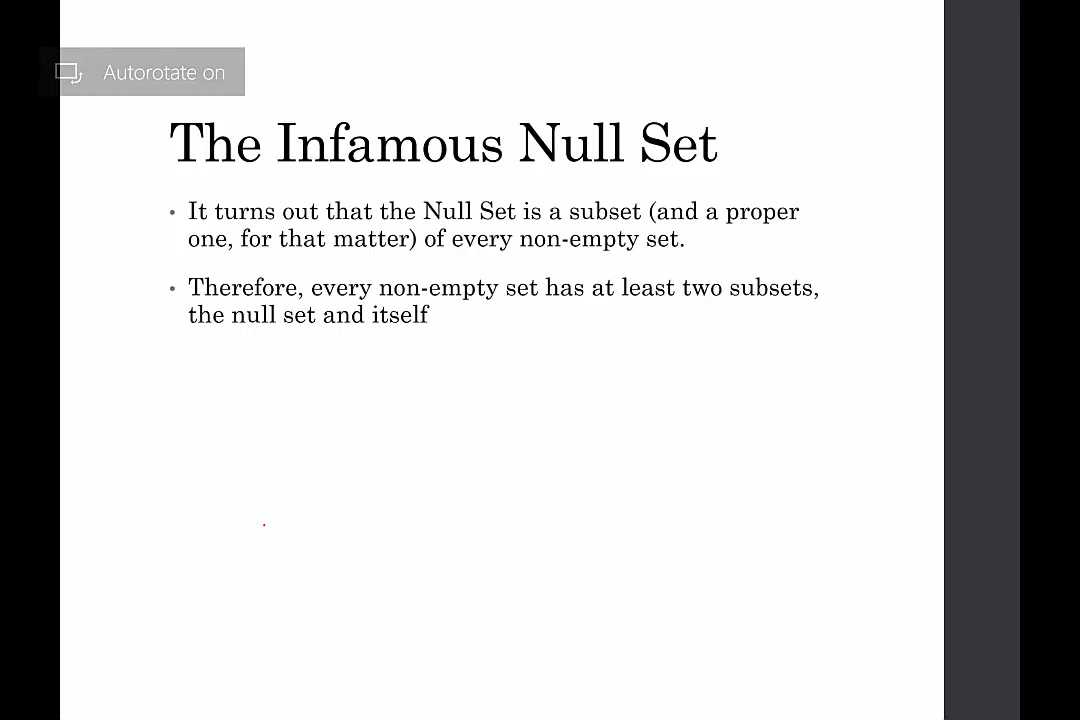 Autorotate on
The Infamous Null Set
• It turns out that the Null Set is a subset (and a proper
one, for that matter) of every non-empty set.
• Therefore, every non-empty set has at least two subsets,
the null set and itself